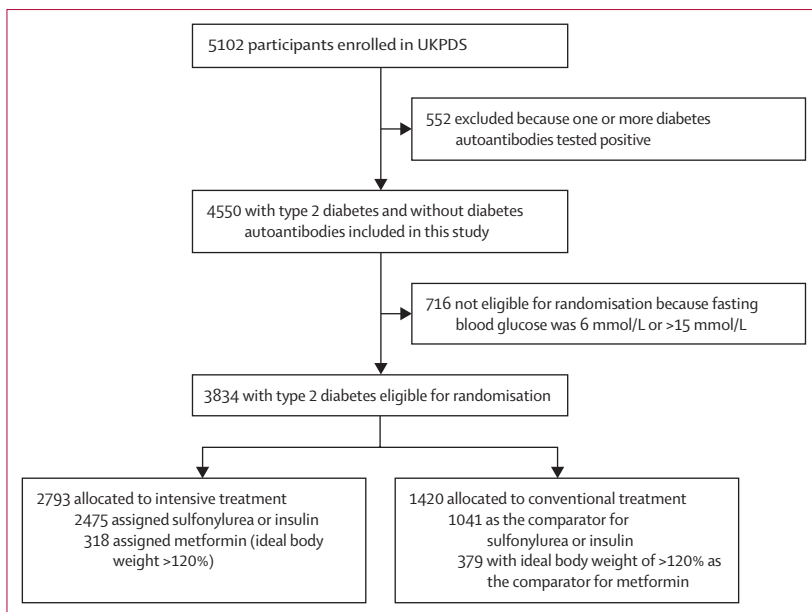 5102 participants enrolled in UKPDS
552 excluded because one or more diabetes
autoantibodies tested positive
4550 with type 2 diabetes and without diabetes
autoantibodies included in this study
716 not eligible for randomisation because fasting
blood glucose was 6 mmol/L or >15 mmol/L
3834 with type 2 diabetes eligible for randomisation
2793 allocated to intensive treatment
2475 assigned sulfonylurea or insulin
318 assigned metformin (ideal body
weight >120%)
1420 allocated to conventional treatment
1041 as the comparator for
sulfonylurea or insulin
379 with ideal body weight of >120% as
the comparator for metformin